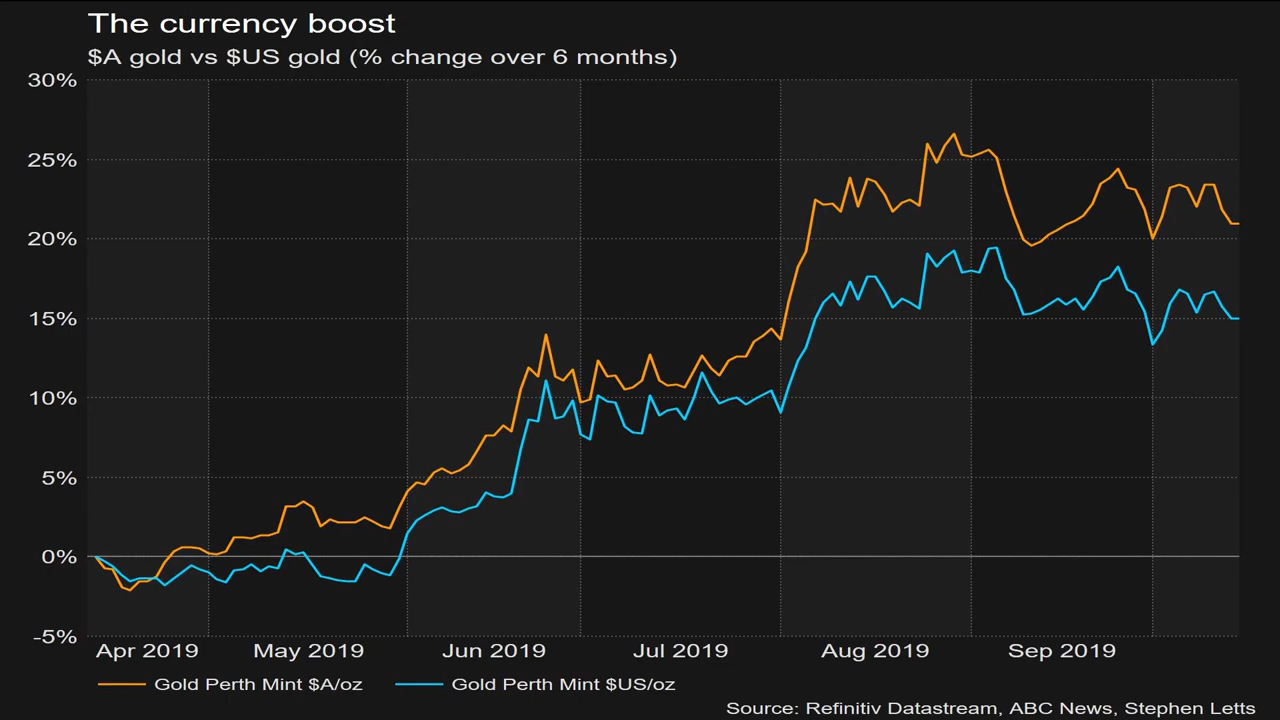 The currency boost
$A gold vs $US gold (% change over 6 months)
30%
25%
20%
15%
10%
5%
0%
-5%
Apr 2019 May 2019 Jun 2019 Jul 2019 Aug 2019 Sep 2019
Gold Perth Mint $A/oz Gold Perth Mint $US/oz
Source: Refinitiv Datastream, ABC News, Stephen Letts